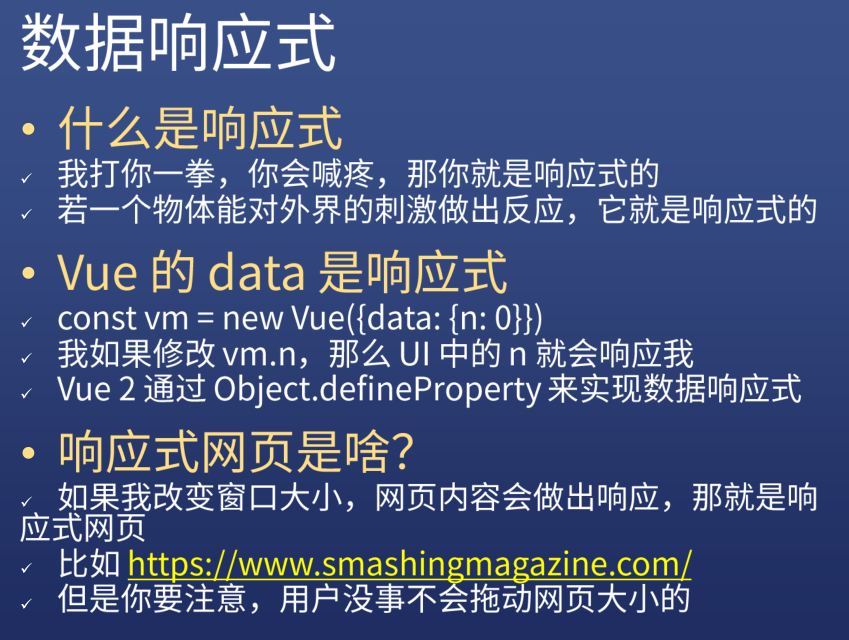 数据响应式
• 什么是响应式
✓ 我打你一拳，你会喊疼，那你就是响应式的
✓ 若一个物体能对外界的刺激做出反应，它就是响应式的
• Vue 的 data 是响应式
✓ const vm = new Vue({data: {n: 0}})
✓ 我如果修改 vm.n，那么 UI 中的 n 就会响应我
✓ Vue 2 通过 Object.defineProperty 来实现数据响应式
• 响应式网页是啥？
✓ 如果我改变窗口大小，网页内容会做出响应，那就是响
应式网页
✓ 比如 https://www.smashingmagazine.com/
✓ 但是你要注意，用户没事不会拖动网页大小的